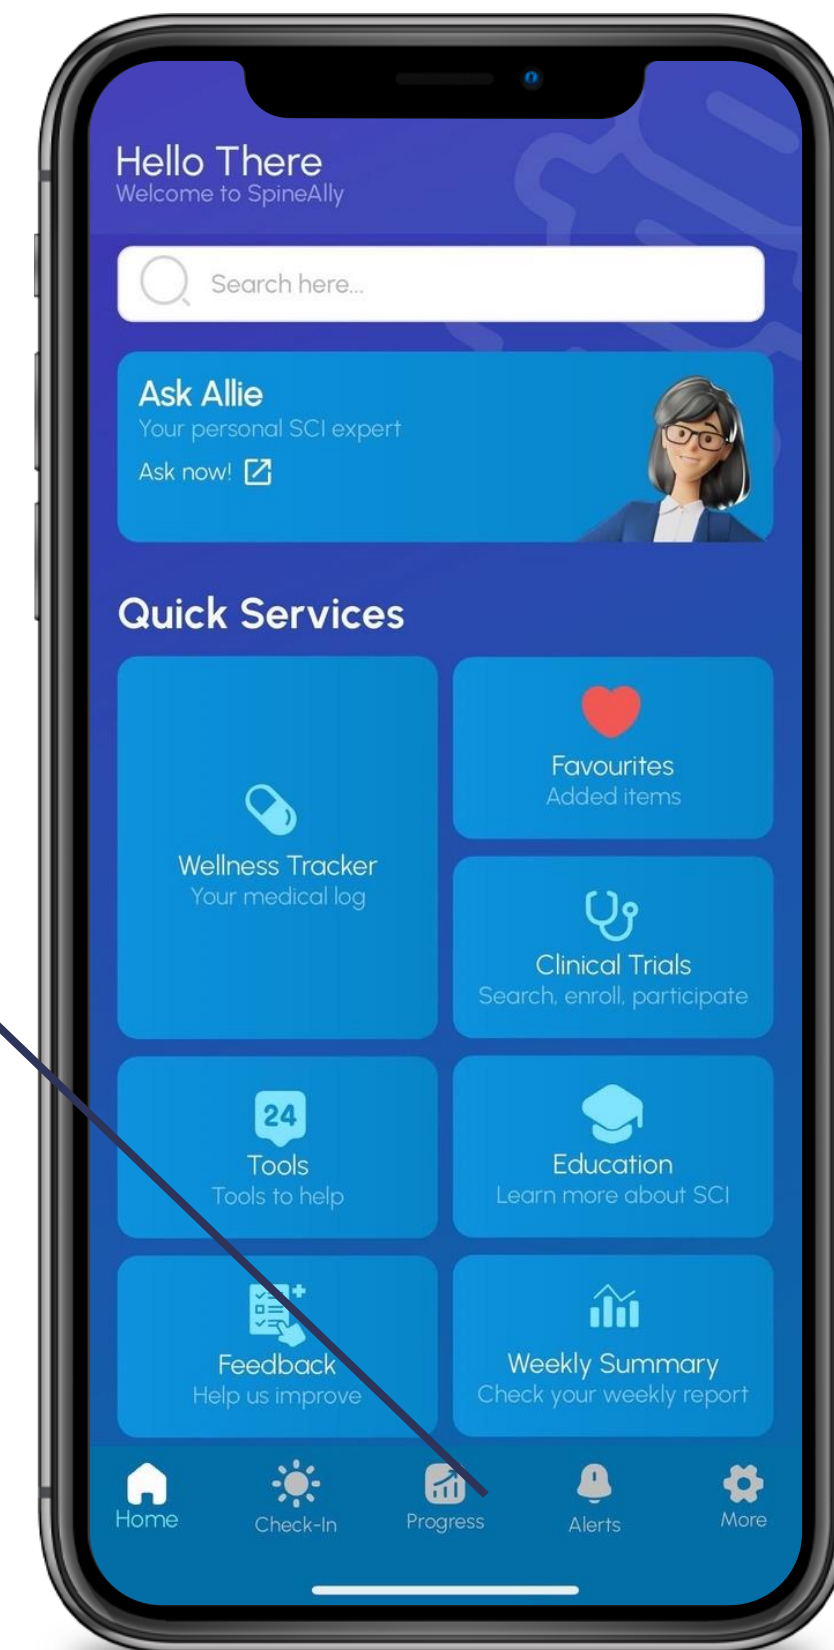 Hello There
Welcome to SpineAlly
Search here...
Ask Allie
Your personal SCI expert
Ask now!
Quick Services
Wellness Tracker
Your medical log
Favourites
Added items
Clinical Trials
Search, enroll, participate
24
Tools
Tools to help
Education
Learn more about SCI
Feedback
Help us improve
Weekly Summary
Check your weekly report
Home
Check-In
Progress
Alerts
More